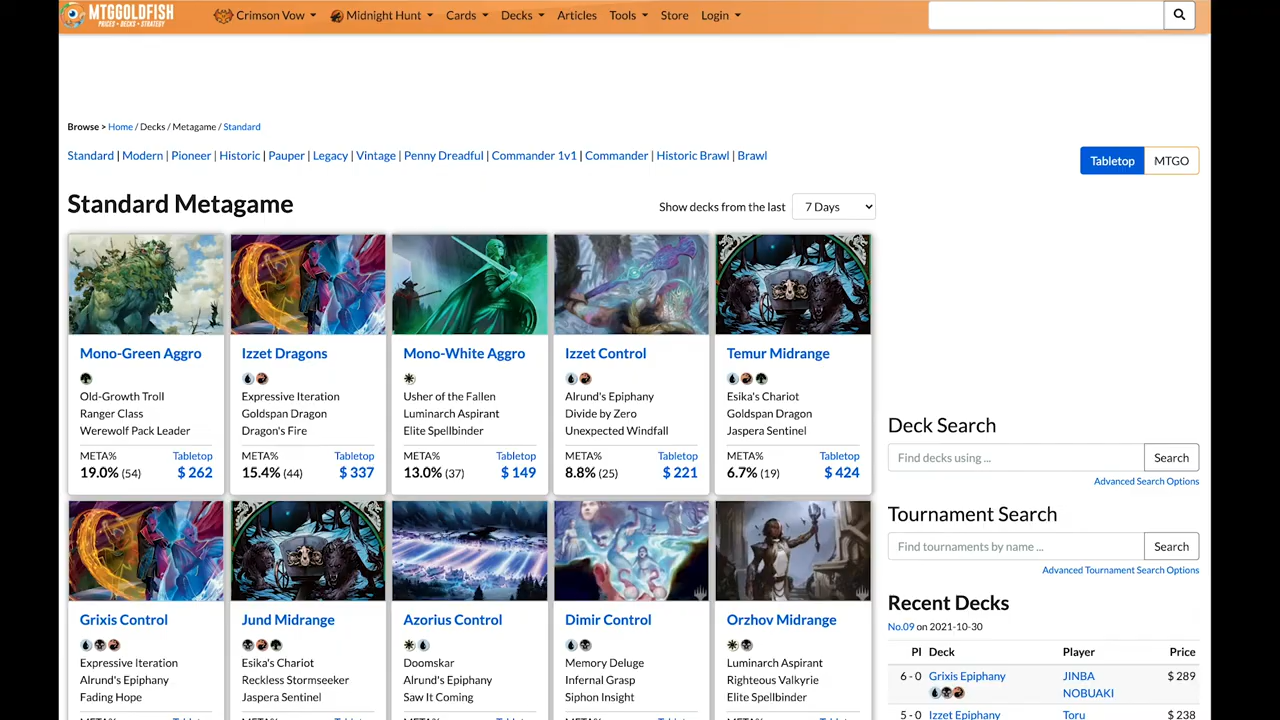 MTGGOLDFISH
PRICES • DECKS • STRATEGY
Crimson Vow
Midnight Hunt
Cards
Decks
Articles
Tools
Store
Login
Browse > Home / Decks / Metagame / Standard
Standard | Modern | Pioneer | Historic | Pauper | Legacy | Vintage | Penny Dreadful | Commander 1v1 | Commander | Historic Brawl | Brawl
Tabletop
MTGO
Standard Metagame
Show decks from the last
7 Days
Mono-Green Aggro
Old-Growth Troll
Ranger Class
Werewolf Pack Leader
META% Tabletop
19.0% (54) $ 262
Izzet Dragons
Expressive Iteration
Goldspan Dragon
Dragon's Fire
META% Tabletop
15.4% (44) $ 337
Mono-White Aggro
Usher of the Fallen
Luminarch Aspirant
Elite Spellbinder
META% Tabletop
13.0% (37) $ 149
Izzet Control
Alrund's Epiphany
Divide by Zero
Unexpected Windfall
META% Tabletop
8.8% (25) $ 221
Temur Midrange
Esika's Chariot
Goldspan Dragon
Jaspera Sentinel
META% Tabletop
6.7% (19) $ 424
Grixis Control
Expressive Iteration
Alrund's Epiphany
Fading Hope
META% Tabletop
Jund Midrange
Esika's Chariot
Reckless Stormseeker
Jaspera Sentinel
META% Tabletop
Azorius Control
Doomskar
Alrund's Epiphany
Saw It Coming
META% Tabletop
Dimir Control
Memory Deluge
Infernal Grasp
Siphon Insight
META% Tabletop
Orzhov Midrange
Luminarch Aspirant
Righteous Valkyrie
Elite Spellbinder
META% Tabletop
Deck Search
Find decks using ...
Search
Advanced Search Options
Tournament Search
Find tournaments by name ...
Search
Advanced Tournament Search Options
Recent Decks
No.09 on 2021-10-30
Pl Deck Player Price
6 - 0 Grixis Epiphany JINBA NOBUAKI $ 289
5 - 0 Izzet Epiphany Toru $ 238